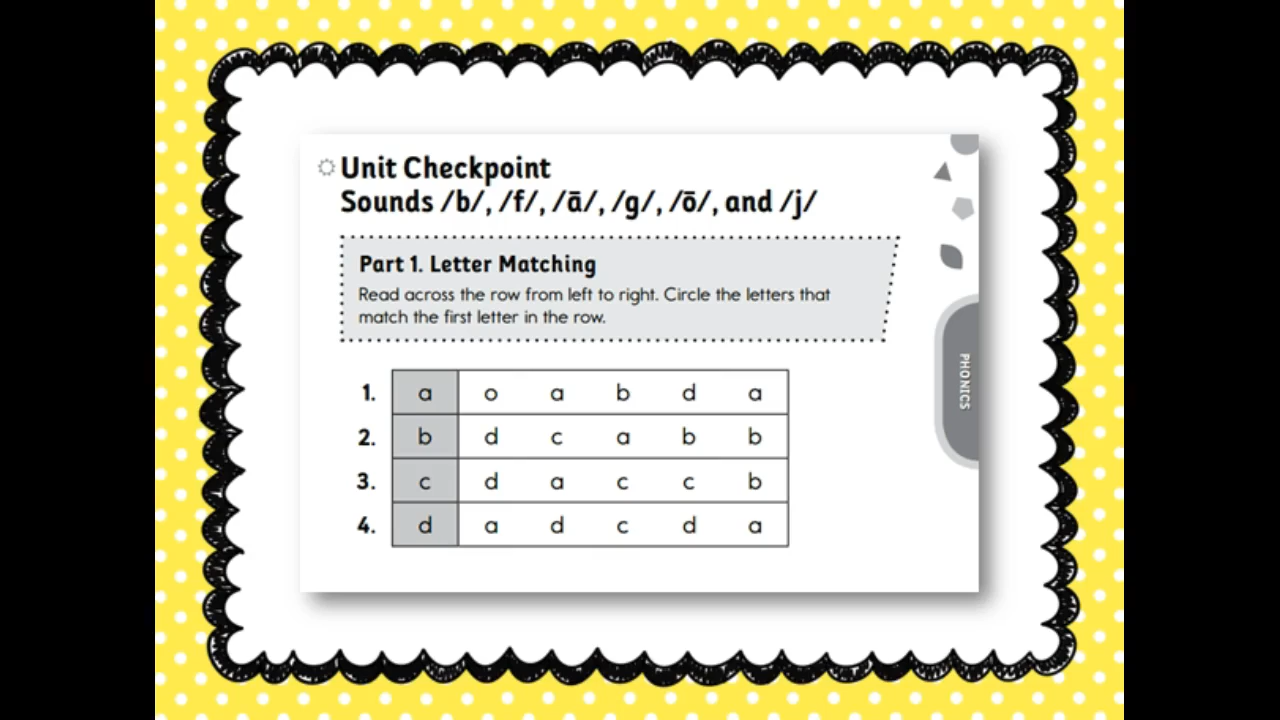 Unit Checkpoint
Sounds /b/, /f/, /ā/, /g/, /ō/, and /j/
Part 1. Letter Matching
Read across the row from left to right. Circle the letters that
match the first letter in the row.
PHONICS
1. a o a b d a
2. b d c a b b
3. c d a c c b
4. d a d c d a